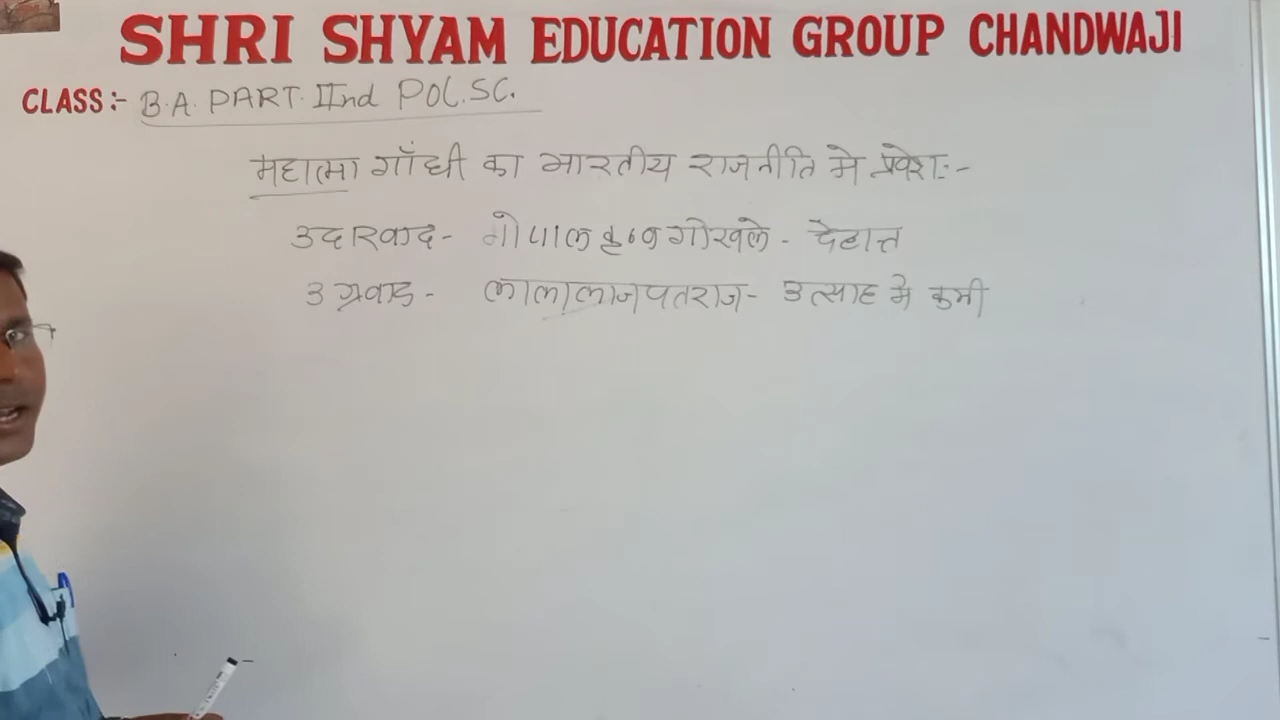 SHRI SHYAM EDUCATION GROUP CHANDWAJI
CLASS:- B.A. PART. IInd POL.SC.
महात्मा गाँधी का भारतीय राजनीति मे प्रवेश:-
उदारवाद- गोपाल कृष्ण गोखले - देहान्त
उग्रवाद - लालालाजपतराज- उत्साह मे कमी